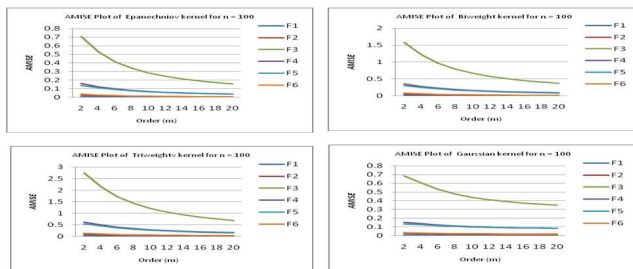 AMISE Plot of Epanechniov kernel for n = 100
AMISE
0.8
0.7
0.6
0.5
0.4
0.3
0.2
0.1
0
2 4 6 8 10 12 14 16 18 20
Order (m)
F1
F2
F3
F4
F5
F6
AMISE Plot of Biweight kernel for n = 100
AMISE
2
1.5
1
0.5
0
2 4 6 8 10 12 14 16 18 20
Order (m)
F1
F2
F3
F4
F5
F6
AMISE Plot of Triweighty kernel for n = 100
AMISE
3
2.5
2
1.5
1
0.5
0
2 4 6 8 10 12 14 16 18 20
Order (m)
F1
F2
F3
F4
F5
F6
AMISE Plot of Gaussian kernel for n = 100
AMISE
0.8
0.7
0.6
0.5
0.4
0.3
0.2
0.1
0
2 4 6 8 10 12 14 16 18 20
Order (m)
F1
F2
F3
F4
F5
F6